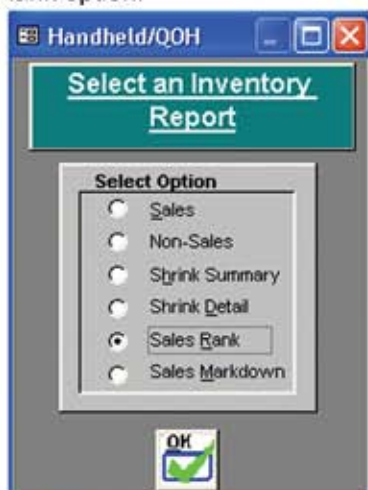 Handheld/QOH
Select an Inventory
Report
Select Option
Sales
Non-Sales
Shrink Summary
Shrink Detail
Sales Rank
Sales Markdown
OK